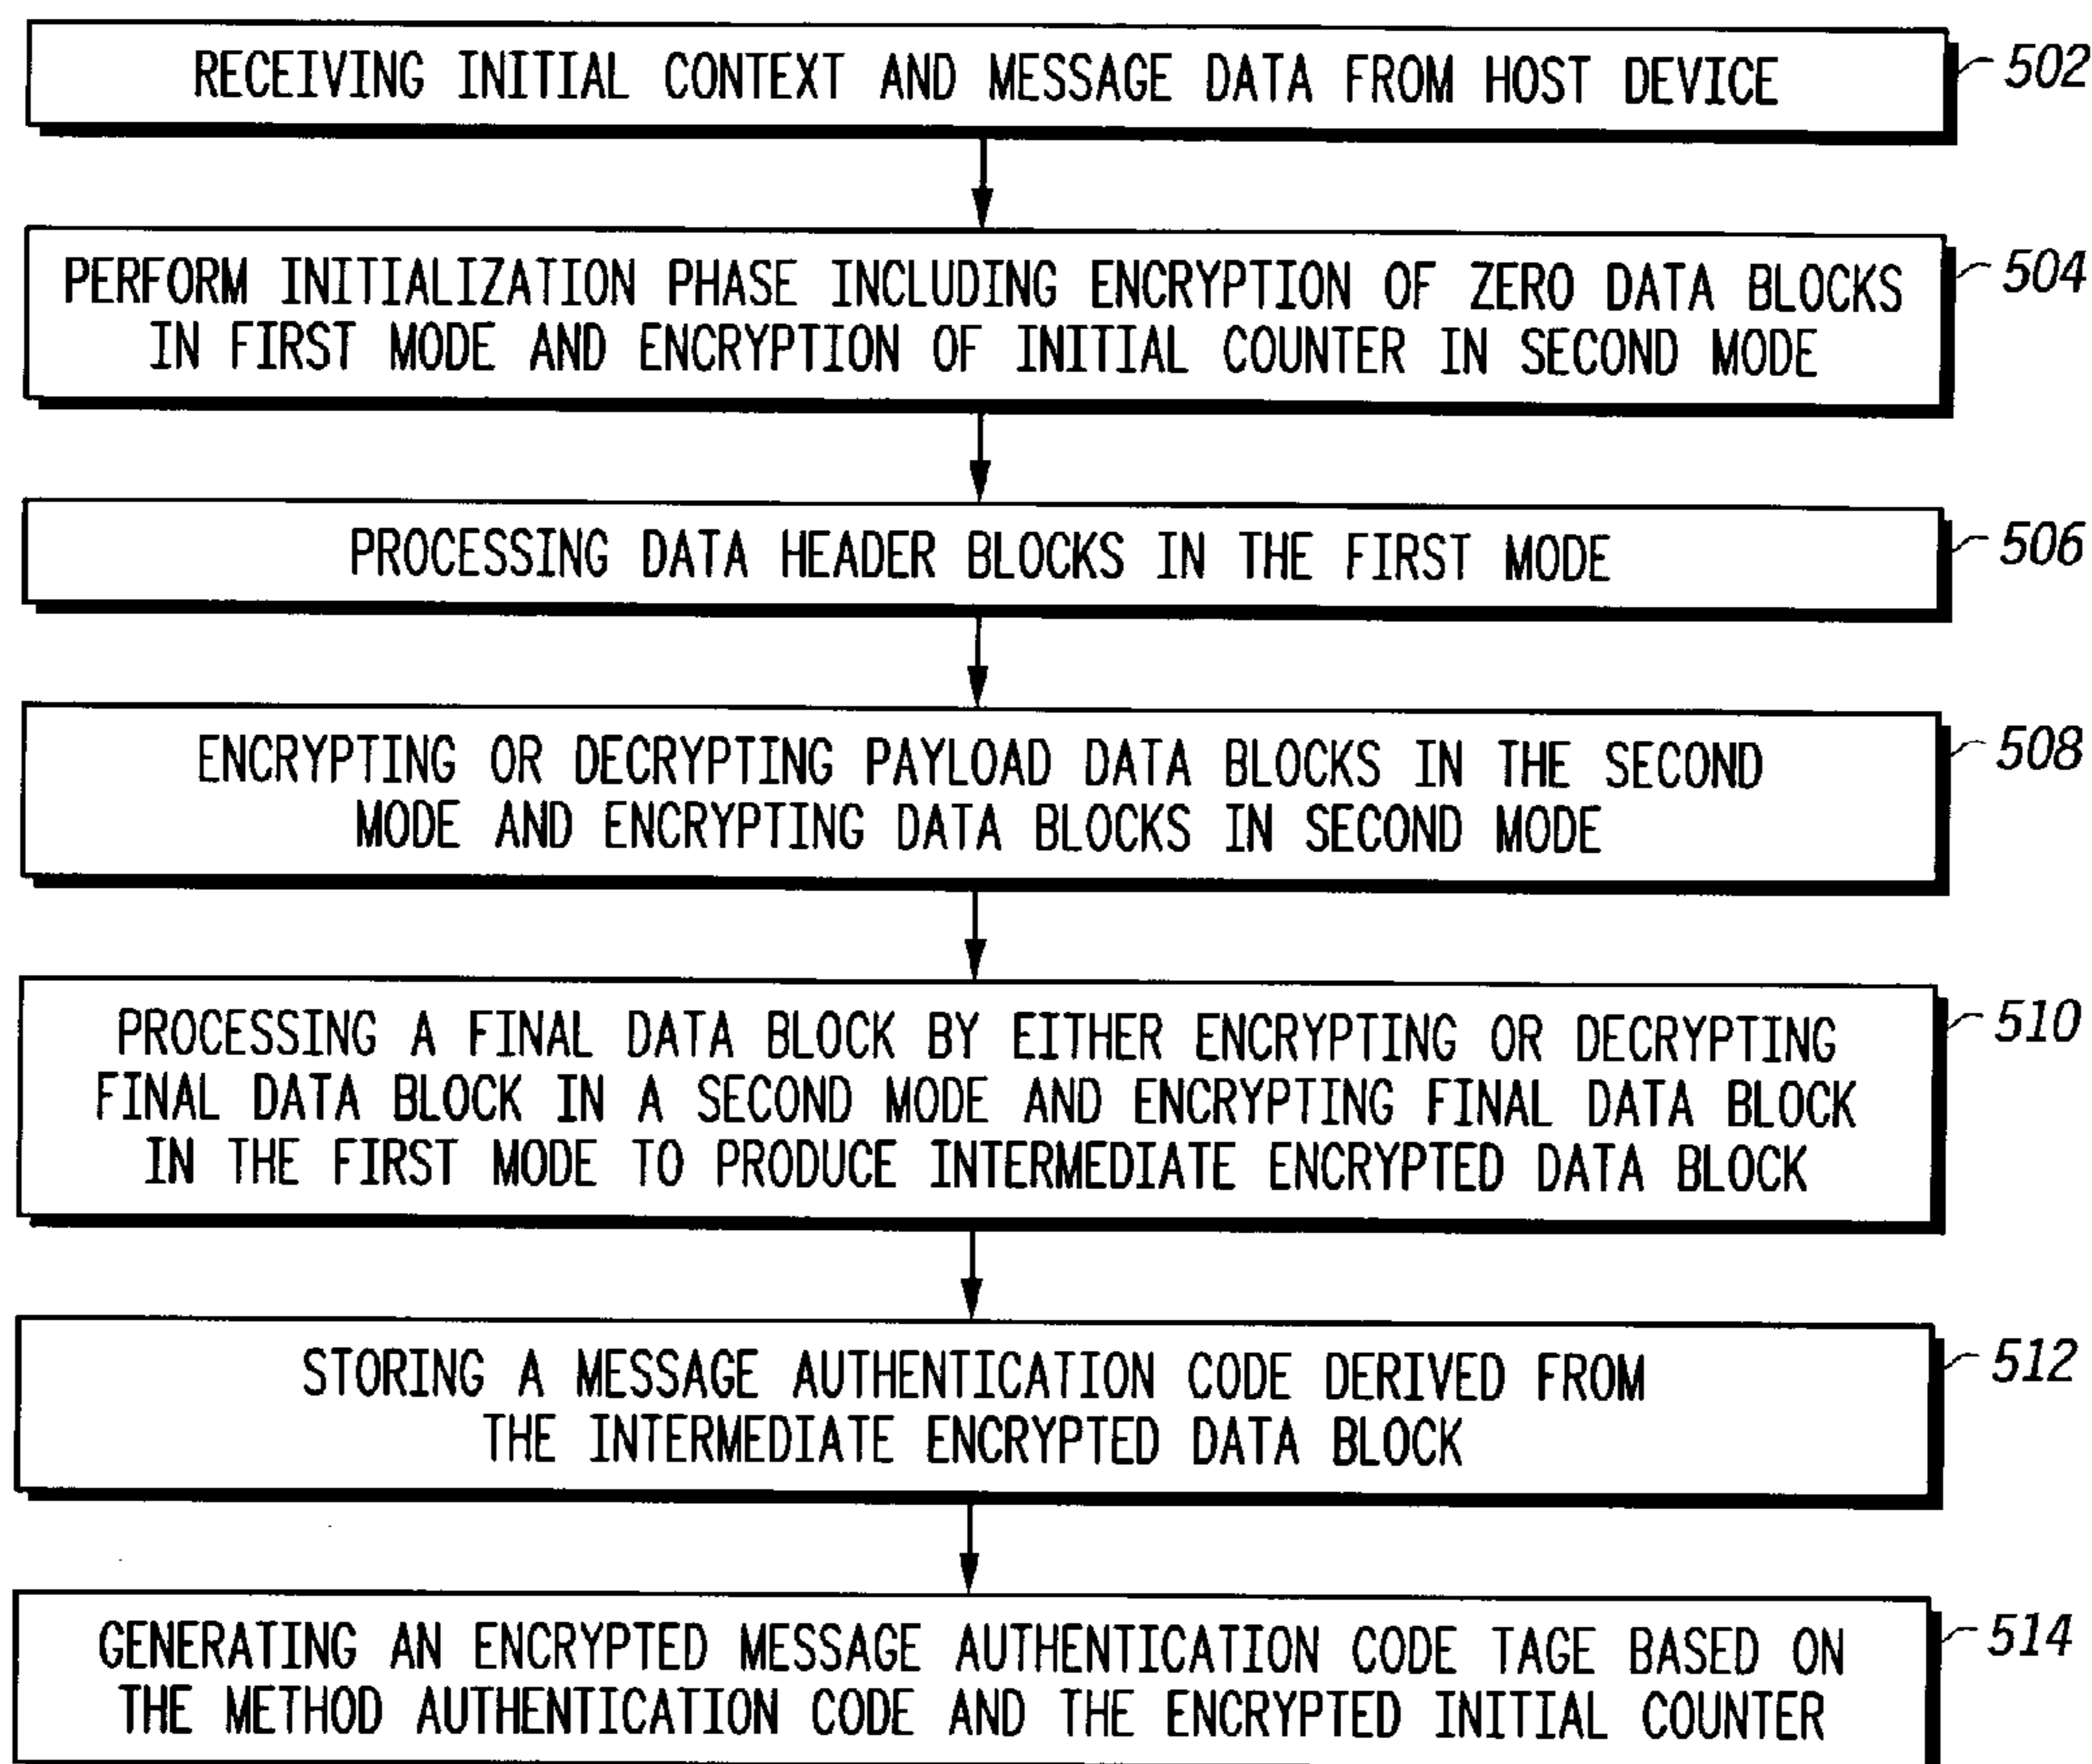 RECEIVING INITIAL CONTEXT AND MESSAGE DATA FROM HOST DEVICE
502
PERFORM INITIALIZATION PHASE INCLUDING ENCRYPTION OF ZERO DATA BLOCKS
IN FIRST MODE AND ENCRYPTION OF INITIAL COUNTER IN SECOND MODE
504
PROCESSING DATA HEADER BLOCKS IN THE FIRST MODE
506
ENCRYPTING OR DECRYPTING PAYLOAD DATA BLOCKS IN THE SECOND
MODE AND ENCRYPTING DATA BLOCKS IN SECOND MODE
508
PROCESSING A FINAL DATA BLOCK BY EITHER ENCRYPTING OR DECRYPTING
FINAL DATA BLOCK IN A SECOND MODE AND ENCRYPTING FINAL DATA BLOCK
IN THE FIRST MODE TO PRODUCE INTERMEDIATE ENCRYPTED DATA BLOCK
510
STORING A MESSAGE AUTHENTICATION CODE DERIVED FROM
THE INTERMEDIATE ENCRYPTED DATA BLOCK
512
GENERATING AN ENCRYPTED MESSAGE AUTHENTICATION CODE TAGE BASED ON
THE METHOD AUTHENTICATION CODE AND THE ENCRYPTED INITIAL COUNTER
514